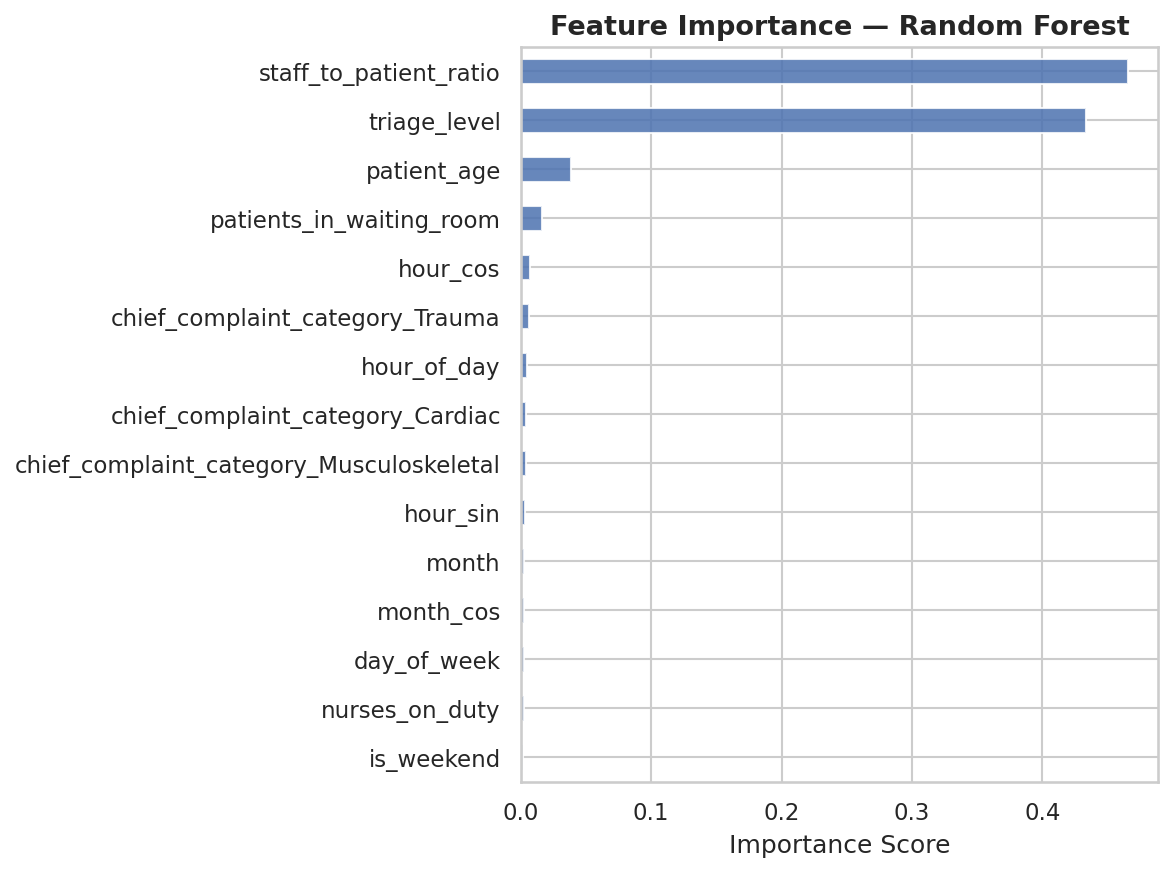 Feature Importance — Random Forest
staff_to_patient_ratio
triage_level
patient_age
patients_in_waiting_room
hour_cos
chief_complaint_category_Trauma
hour_of_day
chief_complaint_category_Cardiac
chief_complaint_category_Musculoskeletal
hour_sin
month
month_cos
day_of_week
nurses_on_duty
is_weekend
0.0 0.1 0.2 0.3 0.4
Importance Score